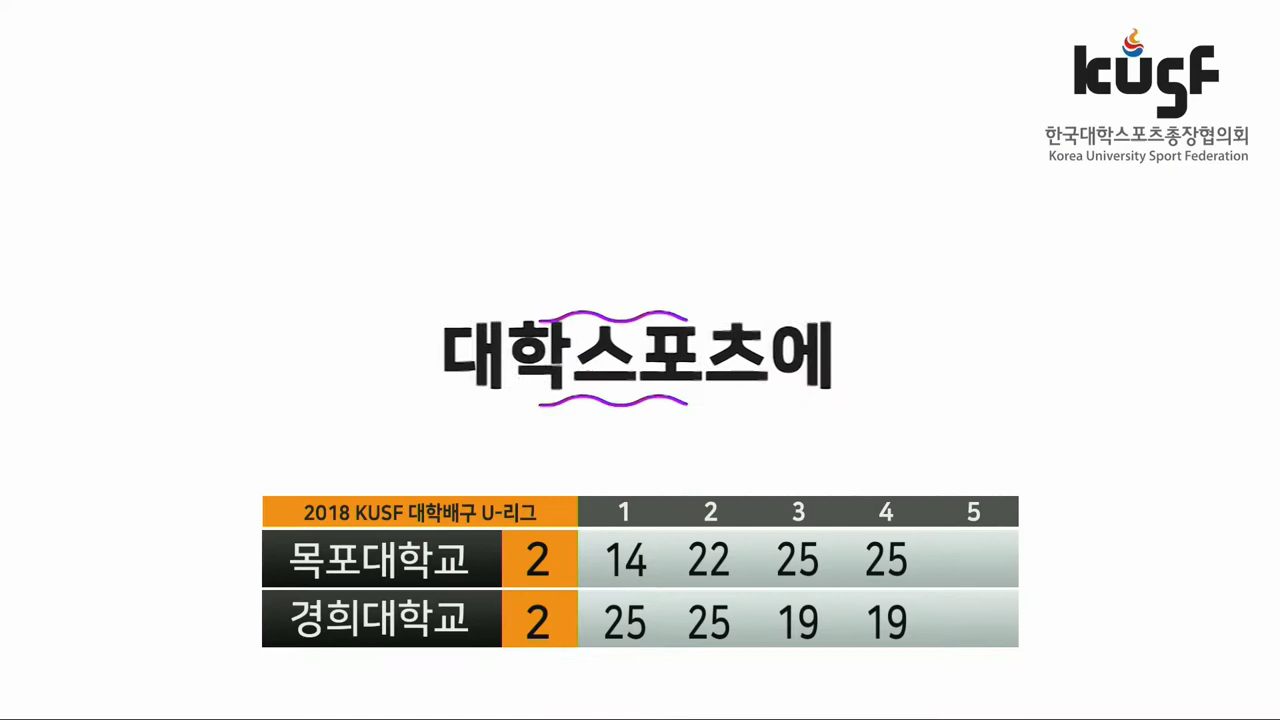 kusf
한국대학스포츠총장협의회
Korea University Sport Federation
대학스포츠에
2018 KUSF 대학배구 U-리그 1 2 3 4 5
목포대학교 2 14 22 25 25
경희대학교 2 25 25 19 19